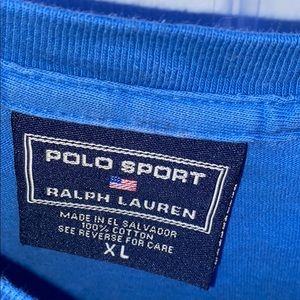 POLO SPORT
RALPH LAUREN
MADE IN EL SALVADOR
100% COTTON
SEE REVERSE FOR CARE
XL